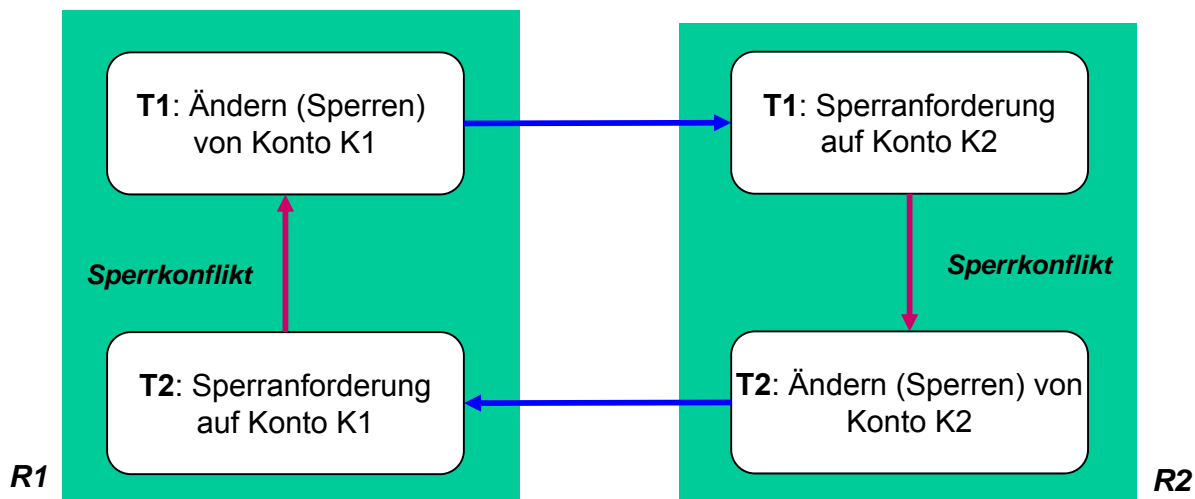 T1: Ändern (Sperren)
von Konto K1
T1: Sperranforderung
auf Konto K2
Sperrkonflikt
Sperrkonflikt
T2: Sperranforderung
auf Konto K1
T2: Ändern (Sperren) von
Konto K2
R1
R2